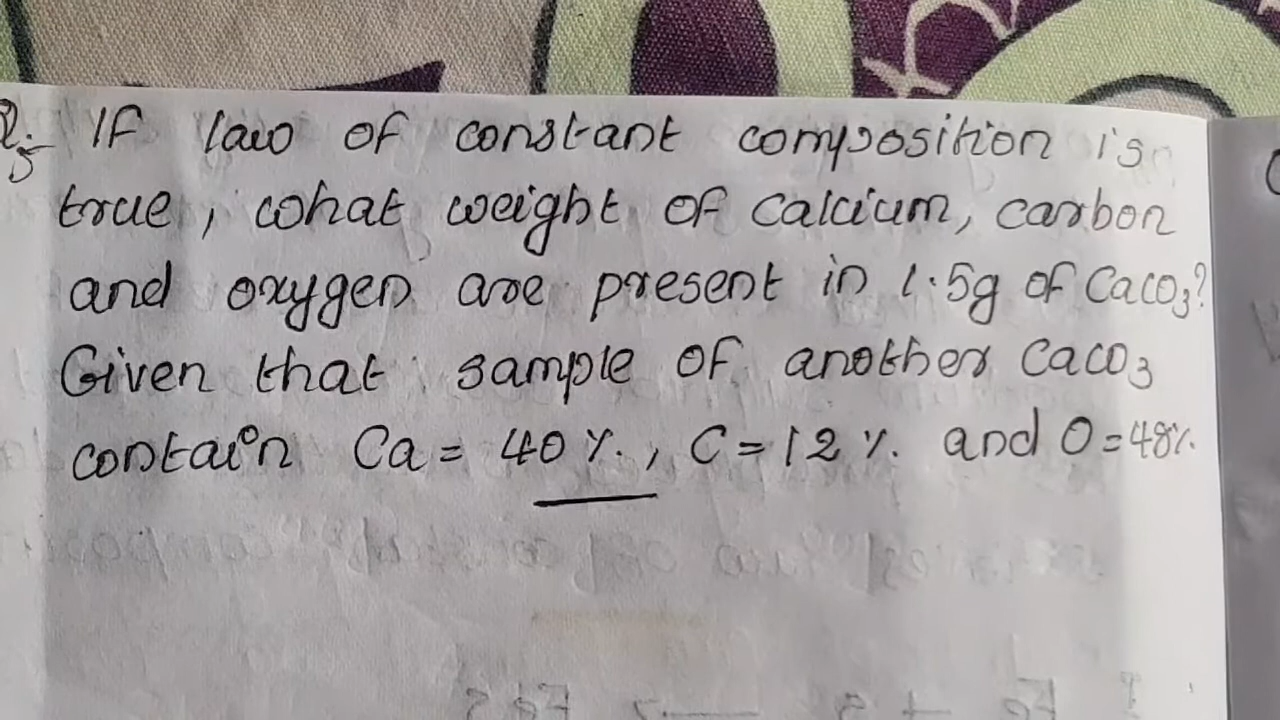 Q.5 IF law of constant composition is
true, what weight of calcium, carbon
and oxygen are present in 1.5g of CaCO3?
Given that sample of another CaCO3
contain Ca = 40%., C = 12%. and O = 48%.